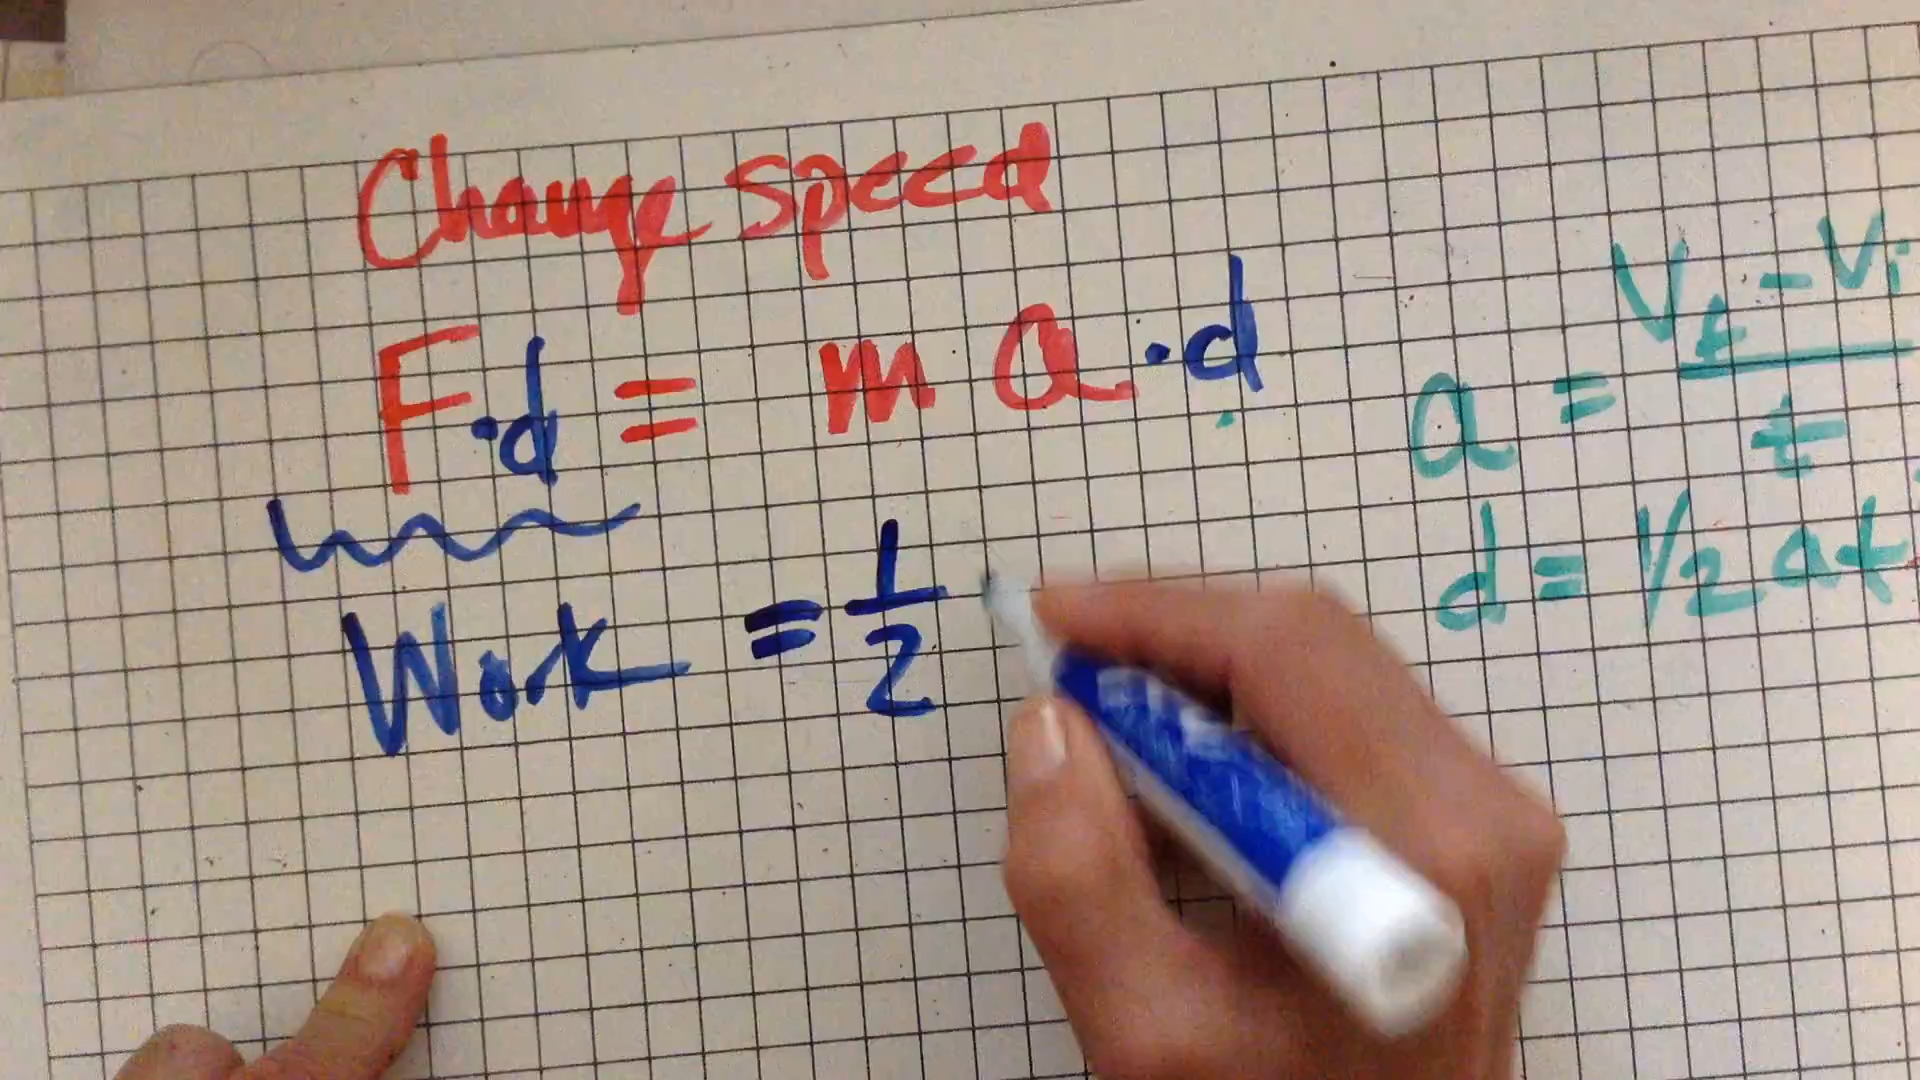 Change speed
F·d = m a·d
Work = 1/2
a = Vf - Vi / t
d = 1/2 at